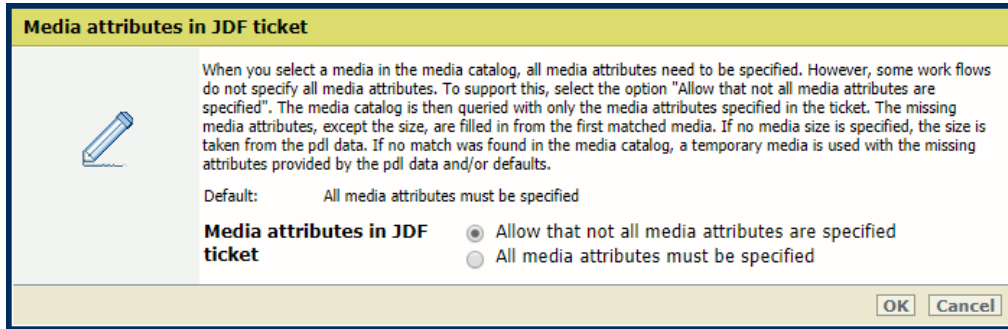 Media attributes in JDF ticket
When you select a media in the media catalog, all media attributes need to be specified. However, some work flows
do not specify all media attributes. To support this, select the option "Allow that not all media attributes are
specified". The media catalog is then queried with only the media attributes specified in the ticket. The missing
media attributes, except the size, are filled in from the first matched media. If no media size is specified, the size is
taken from the pdl data. If no match was found in the media catalog, a temporary media is used with the missing
attributes provided by the pdl data and/or defaults.
Default: All media attributes must be specified
Media attributes in JDF Allow that not all media attributes are specified
ticket All media attributes must be specified
OK Cancel